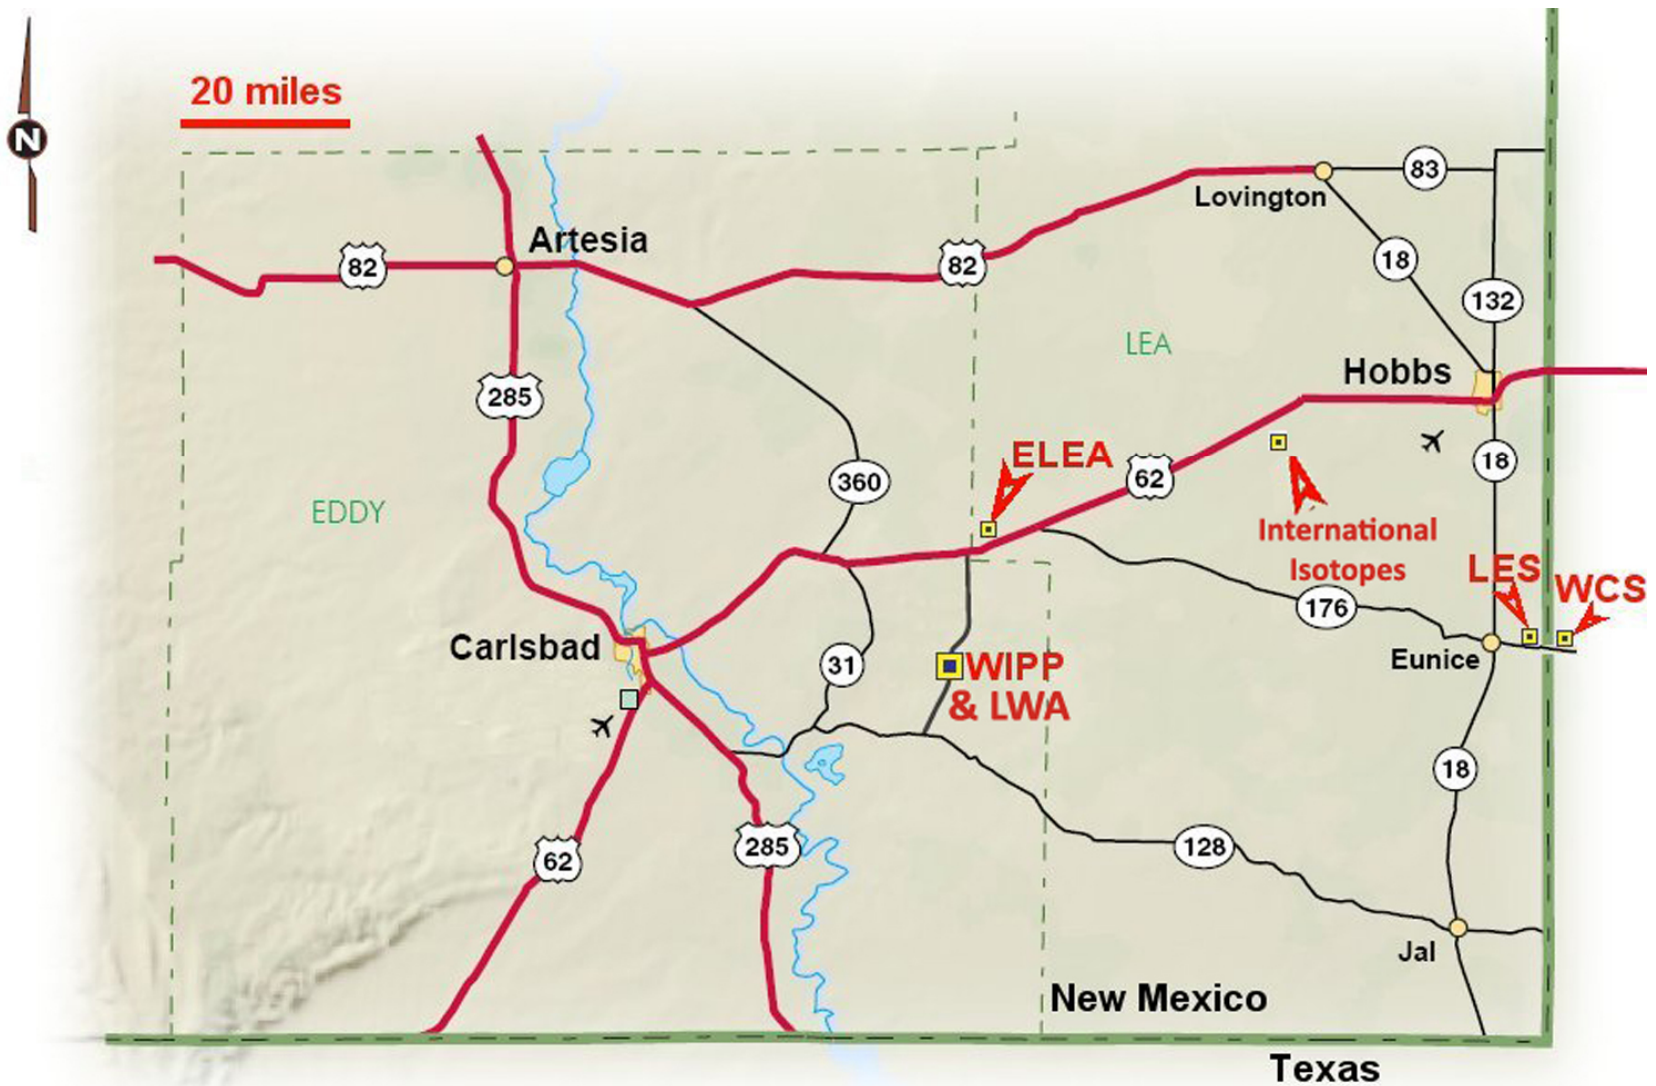 N
20 miles
83
Lovington
Artesia
82
82
18
132
LEA
Hobbs
285
ELEA
62
18
360
EDDY
International
Isotopes
LES
WCS
176
Carlsbad
31
WIPP
& LWA
Eunice
18
62
285
128
Jal
New Mexico
Texas